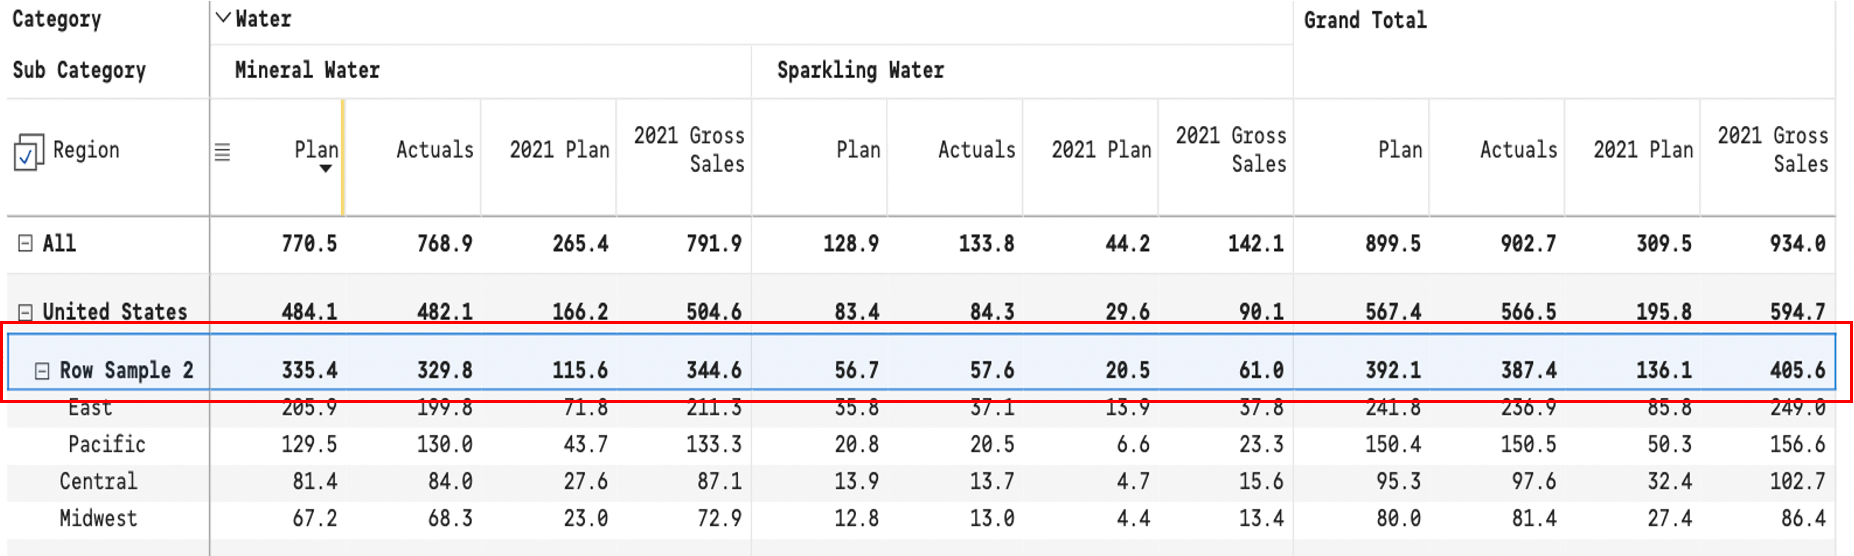 Category Water Grand Total
Sub Category Mineral Water Sparkling Water
Region Plan Actuals 2021 Plan 2021 Gross Sales Plan Actuals 2021 Plan 2021 Gross Sales Plan Actuals 2021 Plan 2021 Gross Sales
All 770.5 768.9 265.4 791.9 128.9 133.8 44.2 142.1 899.5 902.7 309.5 934.0
United States 484.1 482.1 166.2 504.6 83.4 84.3 29.6 90.1 567.4 566.5 195.8 594.7
Row Sample 2 335.4 329.8 115.6 344.6 56.7 57.6 20.5 61.0 392.1 387.4 136.1 405.6
East 205.9 199.8 71.8 211.3 35.8 37.1 13.9 37.8 241.8 236.9 85.8 249.0
Pacific 129.5 130.0 43.7 133.3 20.8 20.5 6.6 23.3 150.4 150.5 50.3 156.6
Central 81.4 84.0 27.6 87.1 13.9 13.7 4.7 15.6 95.3 97.6 32.4 102.7
Midwest 67.2 68.3 23.0 72.9 12.8 13.0 4.4 13.4 80.0 81.4 27.4 86.4